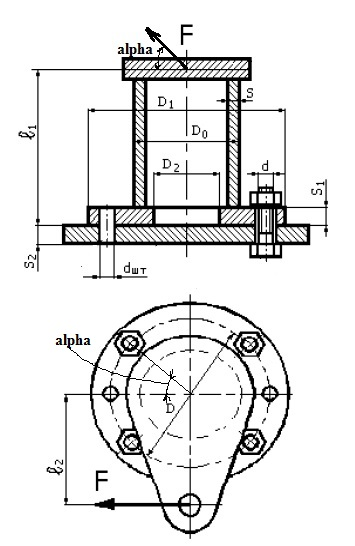 F
alpha
S
D₁
D₀
ℓ₁
D₂
d
S₁
S₂
dшт
alpha
D
ℓ₂
F